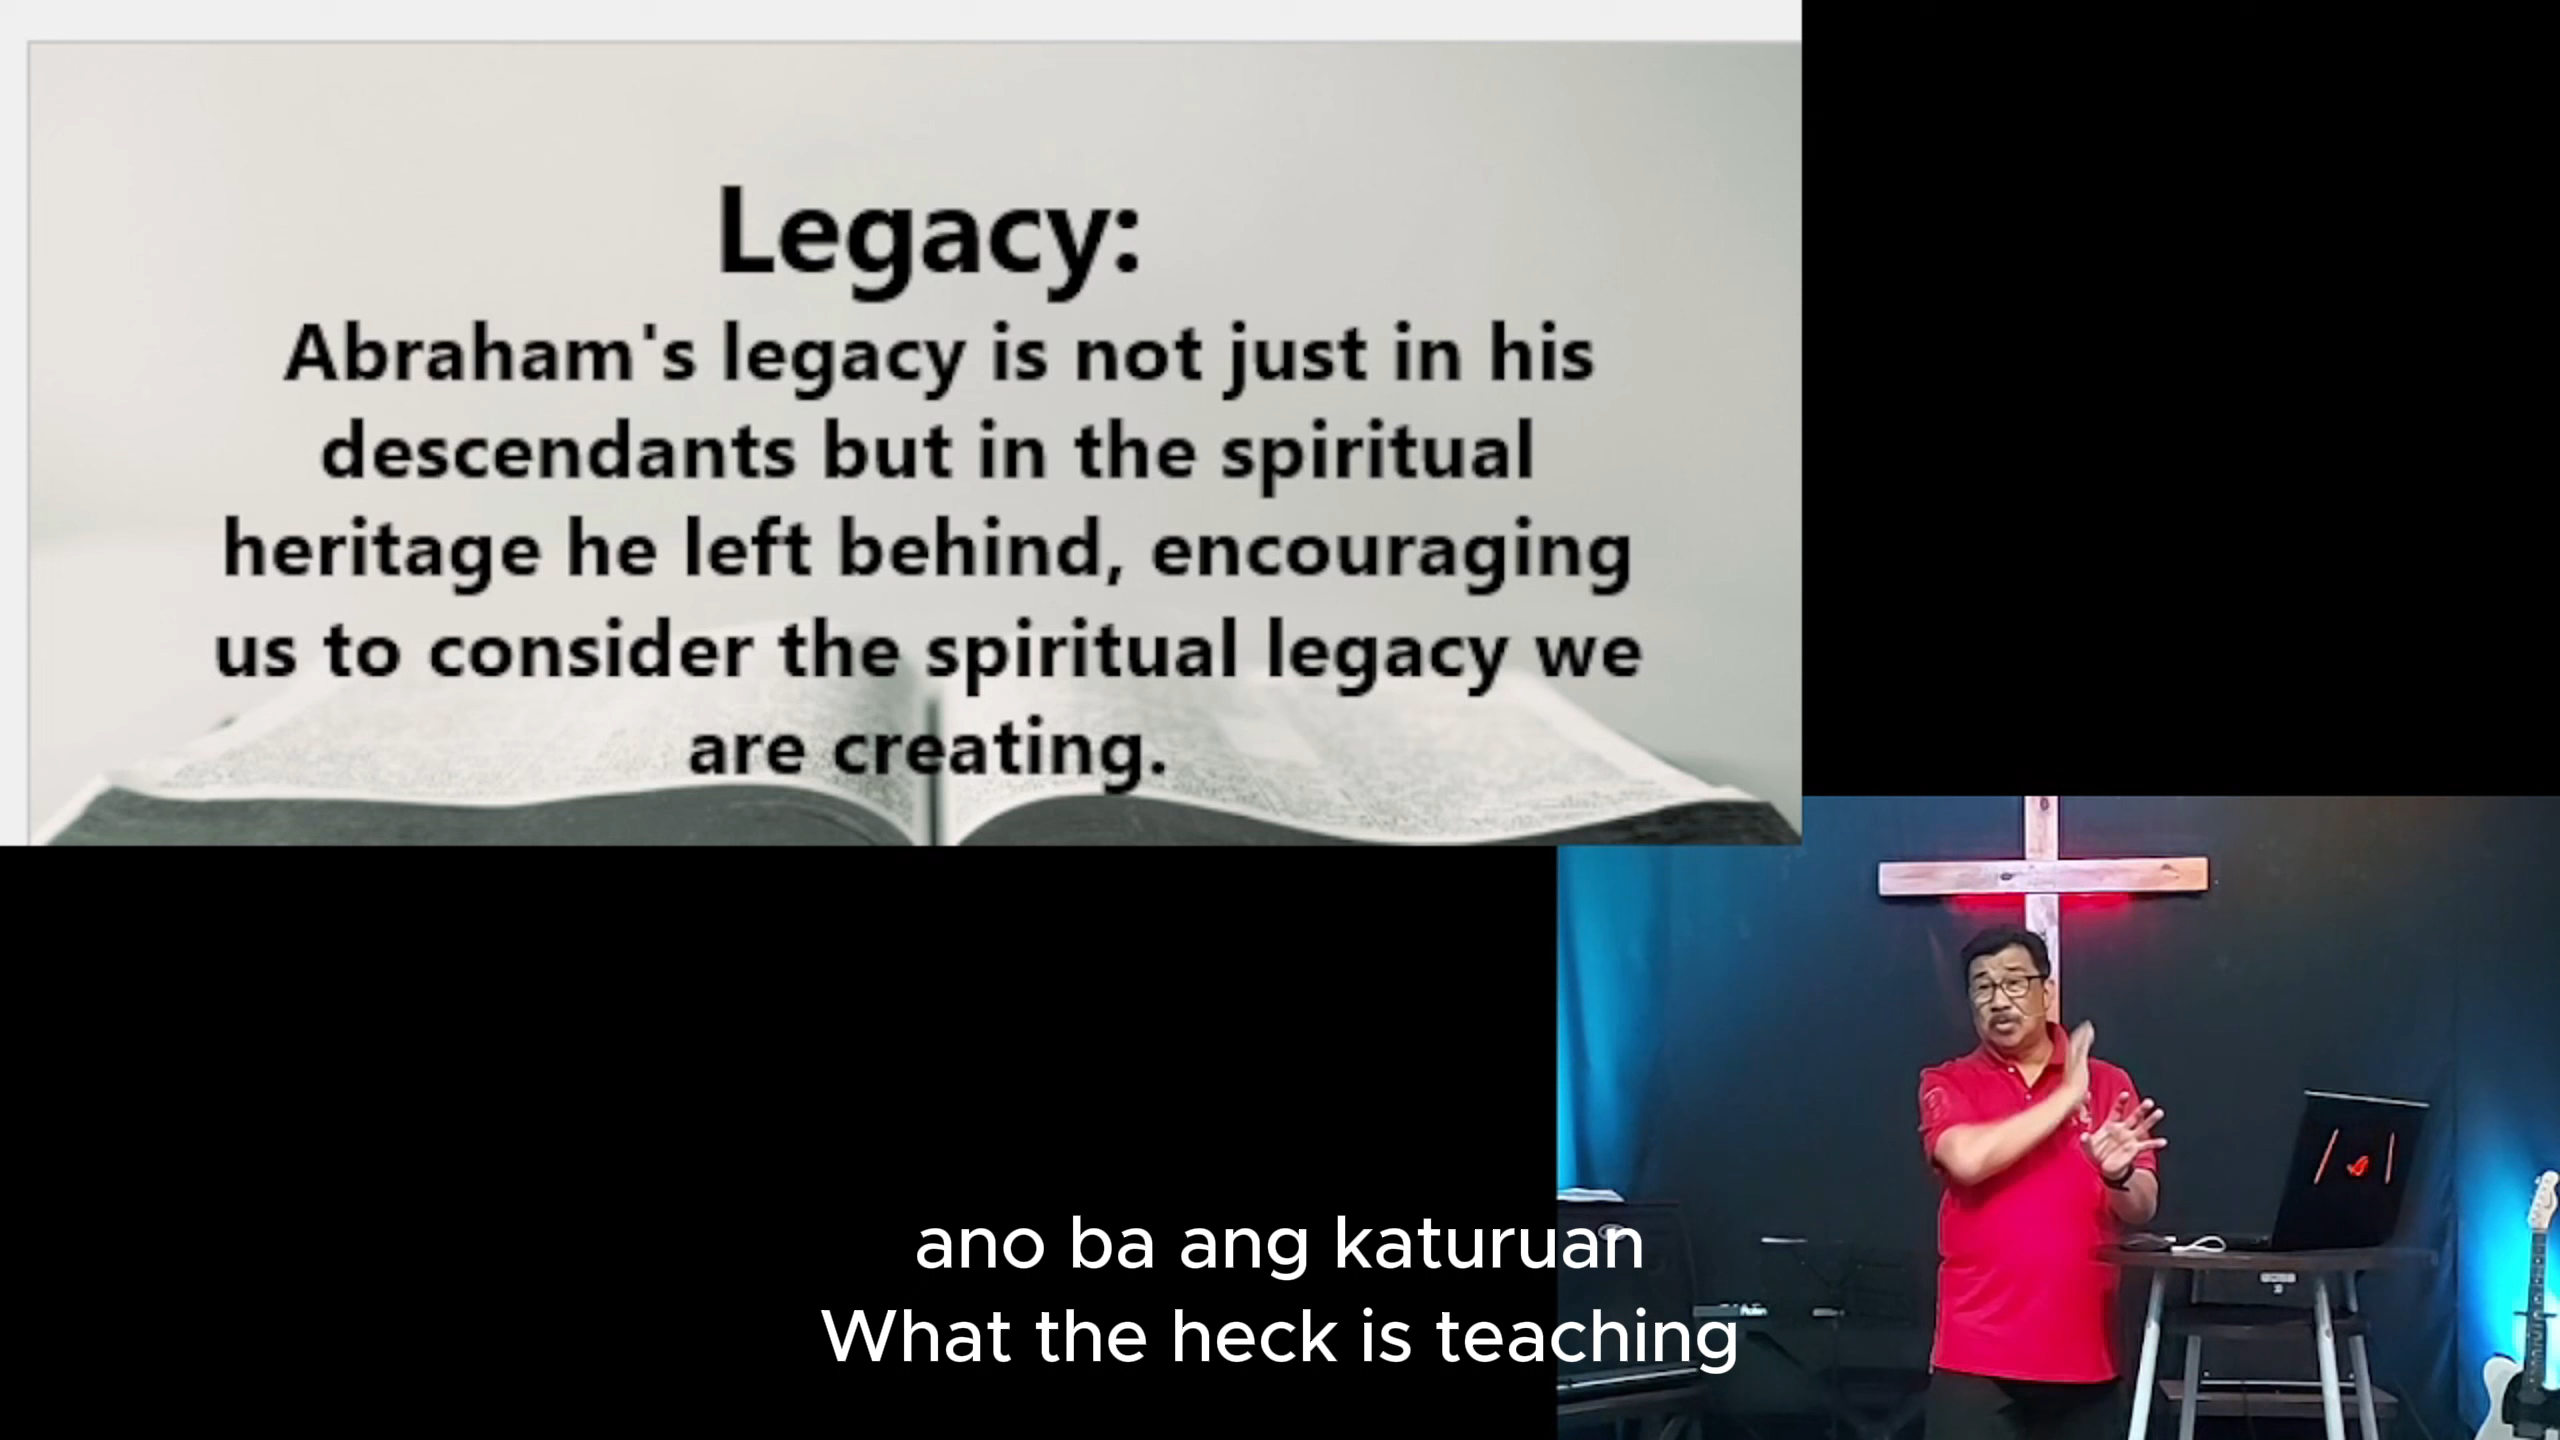 Legacy:
Abraham's legacy is not just in his
descendants but in the spiritual
heritage he left behind, encouraging
us to consider the spiritual legacy we
are creating.
ano ba ang katuruan
What the heck is teaching